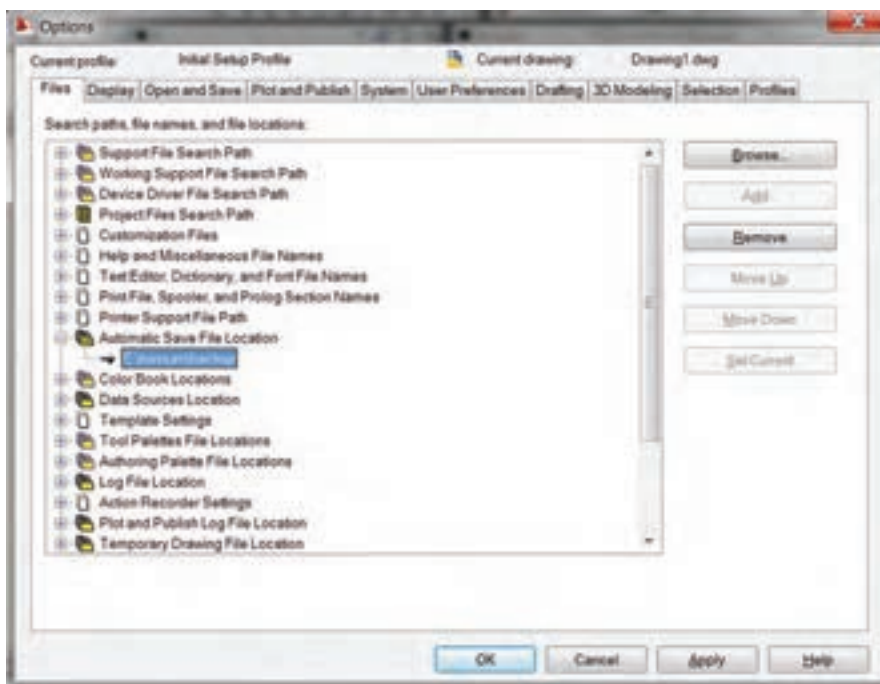 Options
Current profile: Initial Setup Profile Current drawing: Drawing1.dwg
Files Display Open and Save Plot and Publish System User Preferences Drafting 3D Modeling Selection Profiles
Search paths, file names, and file locations:
Support File Search Path
Working Support File Search Path
Device Driver File Search Path
Project Files Search Path
Customization Files
Help and Miscellaneous File Names
Text Editor, Dictionary, and Font File Names
Print File, Spooler, and Prolog Section Names
Printer Support File Path
Automatic Save File Location
Color Book Locations
Data Sources Location
Template Settings
Tool Palettes File Locations
Authoring Palette File Locations
Log File Location
Action Recorder Settings
Plot and Publish Log File Location
Temporary Drawing File Location
Browse...
Add...
Remove
Move Up
Move Down
Set Current
OK Cancel Apply Help